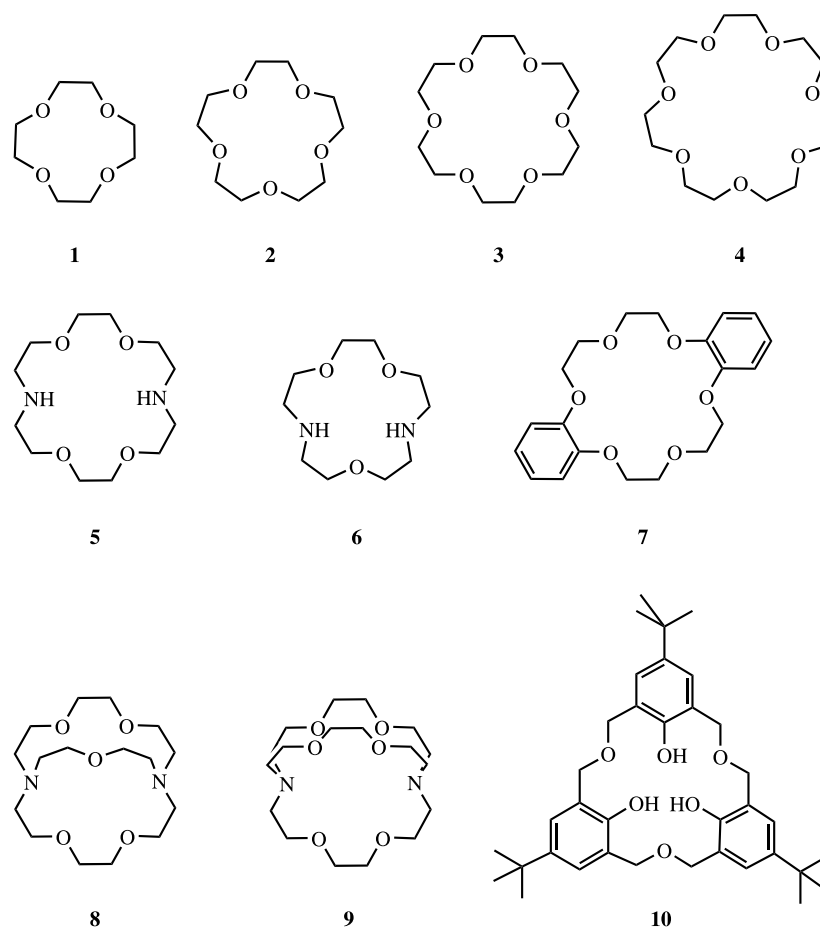 O O O O
O O O O O
O O O O O O
O O O O O O O
1 2 3 4
O O NH HN O O
O O NH HN O
O O O O O O
5 6 7
O O O N N O O
O O O O N N O O
O O O OH OH HO
8 9 10